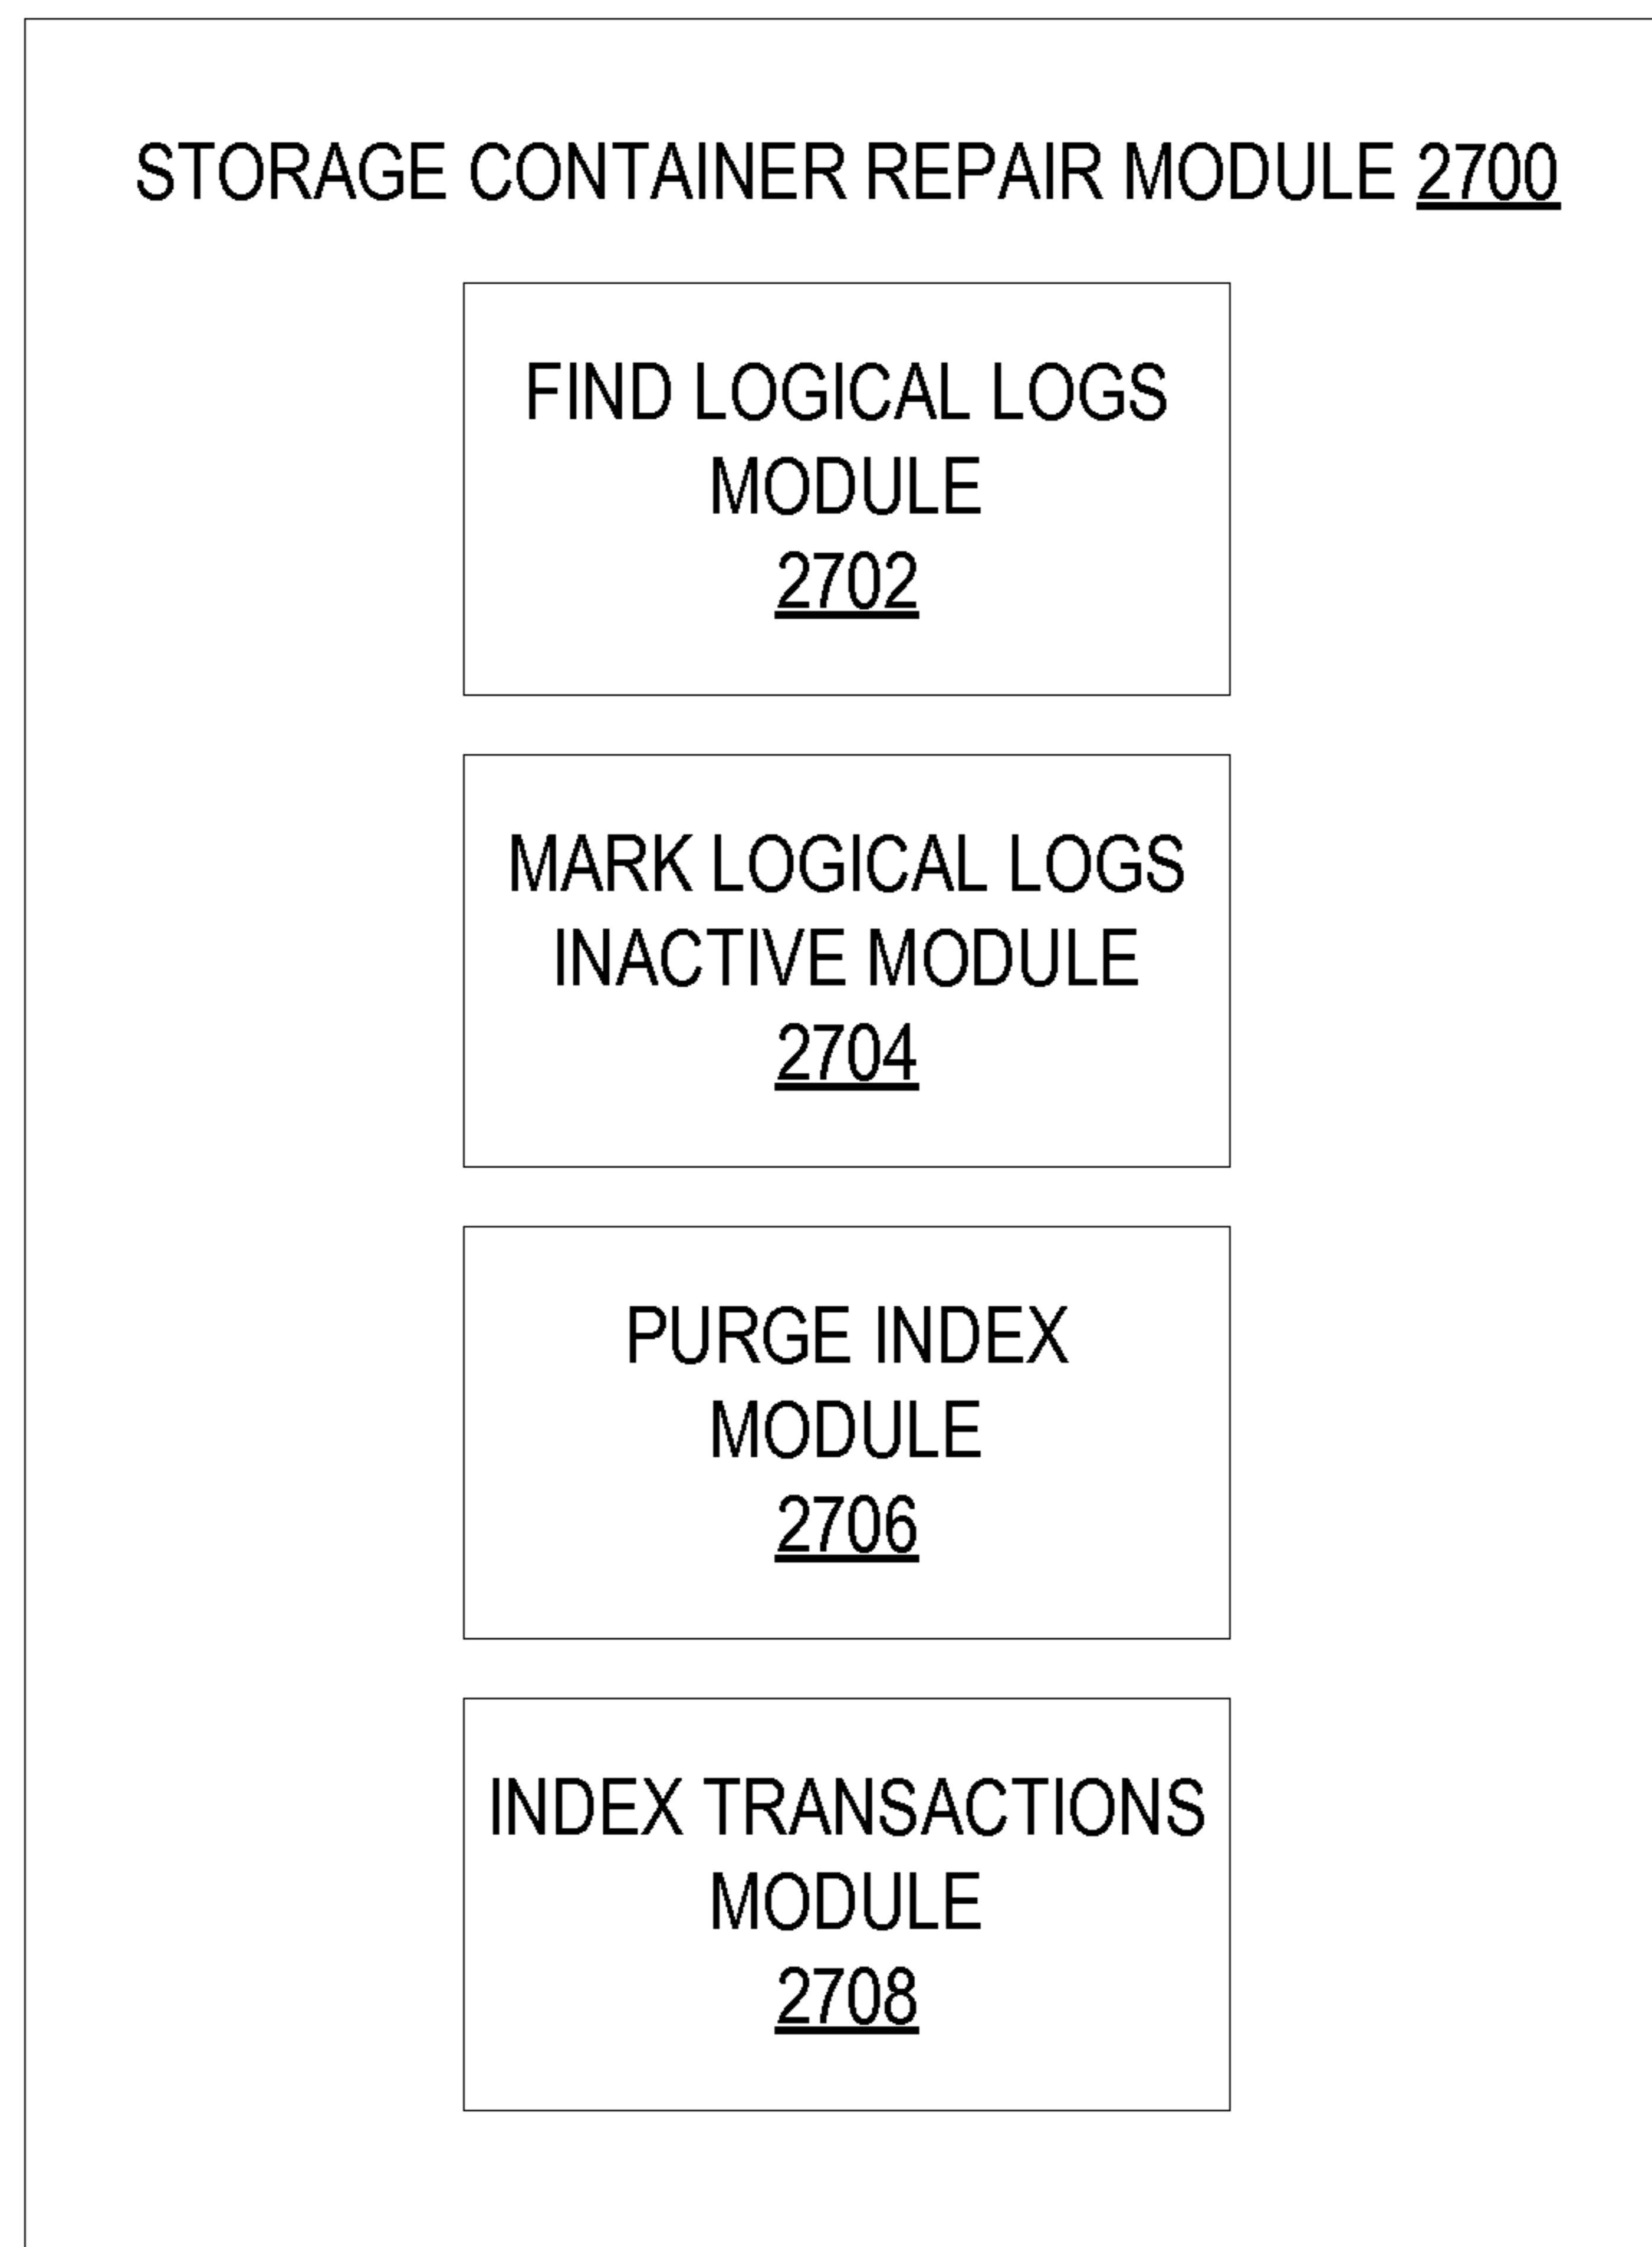 STORAGE CONTAINER REPAIR MODULE 2700
FIND LOGICAL LOGS
MODULE
2702
MARK LOGICAL LOGS
INACTIVE MODULE
2704
PURGE INDEX
MODULE
2706
INDEX TRANSACTIONS
MODULE
2708